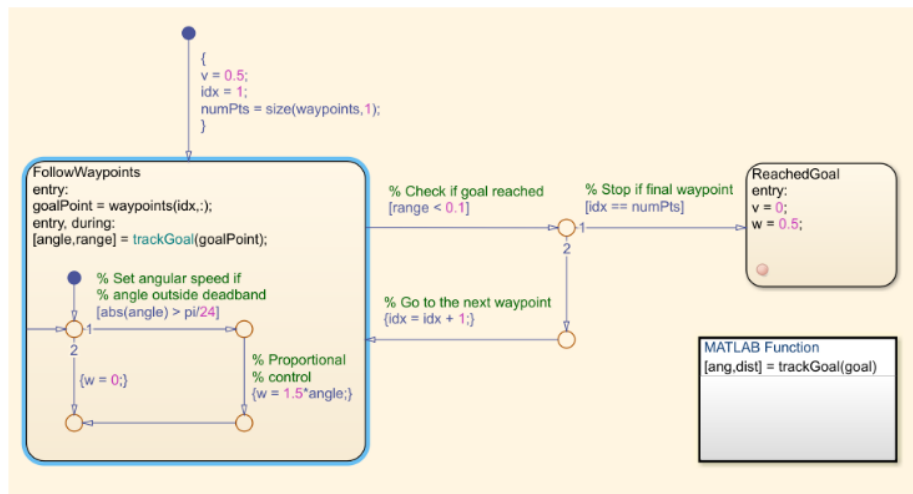 {
v = 0.5;
idx = 1;
numPts = size(waypoints,1);
}
FollowWaypoints
entry:
goalPoint = waypoints(idx,:);
entry, during:
[angle,range] = trackGoal(goalPoint);
% Set angular speed if
% angle outside deadband
[abs(angle) > pi/24]
1
2
{w = 0;}
% Proportional
% control
{w = 1.5*angle;}
% Check if goal reached
[range < 0.1]
% Stop if final waypoint
[idx == numPts]
1
2
% Go to the next waypoint
{idx = idx + 1;}
ReachedGoal
entry:
v = 0;
w = 0.5;
MATLAB Function
[ang,dist] = trackGoal(goal)